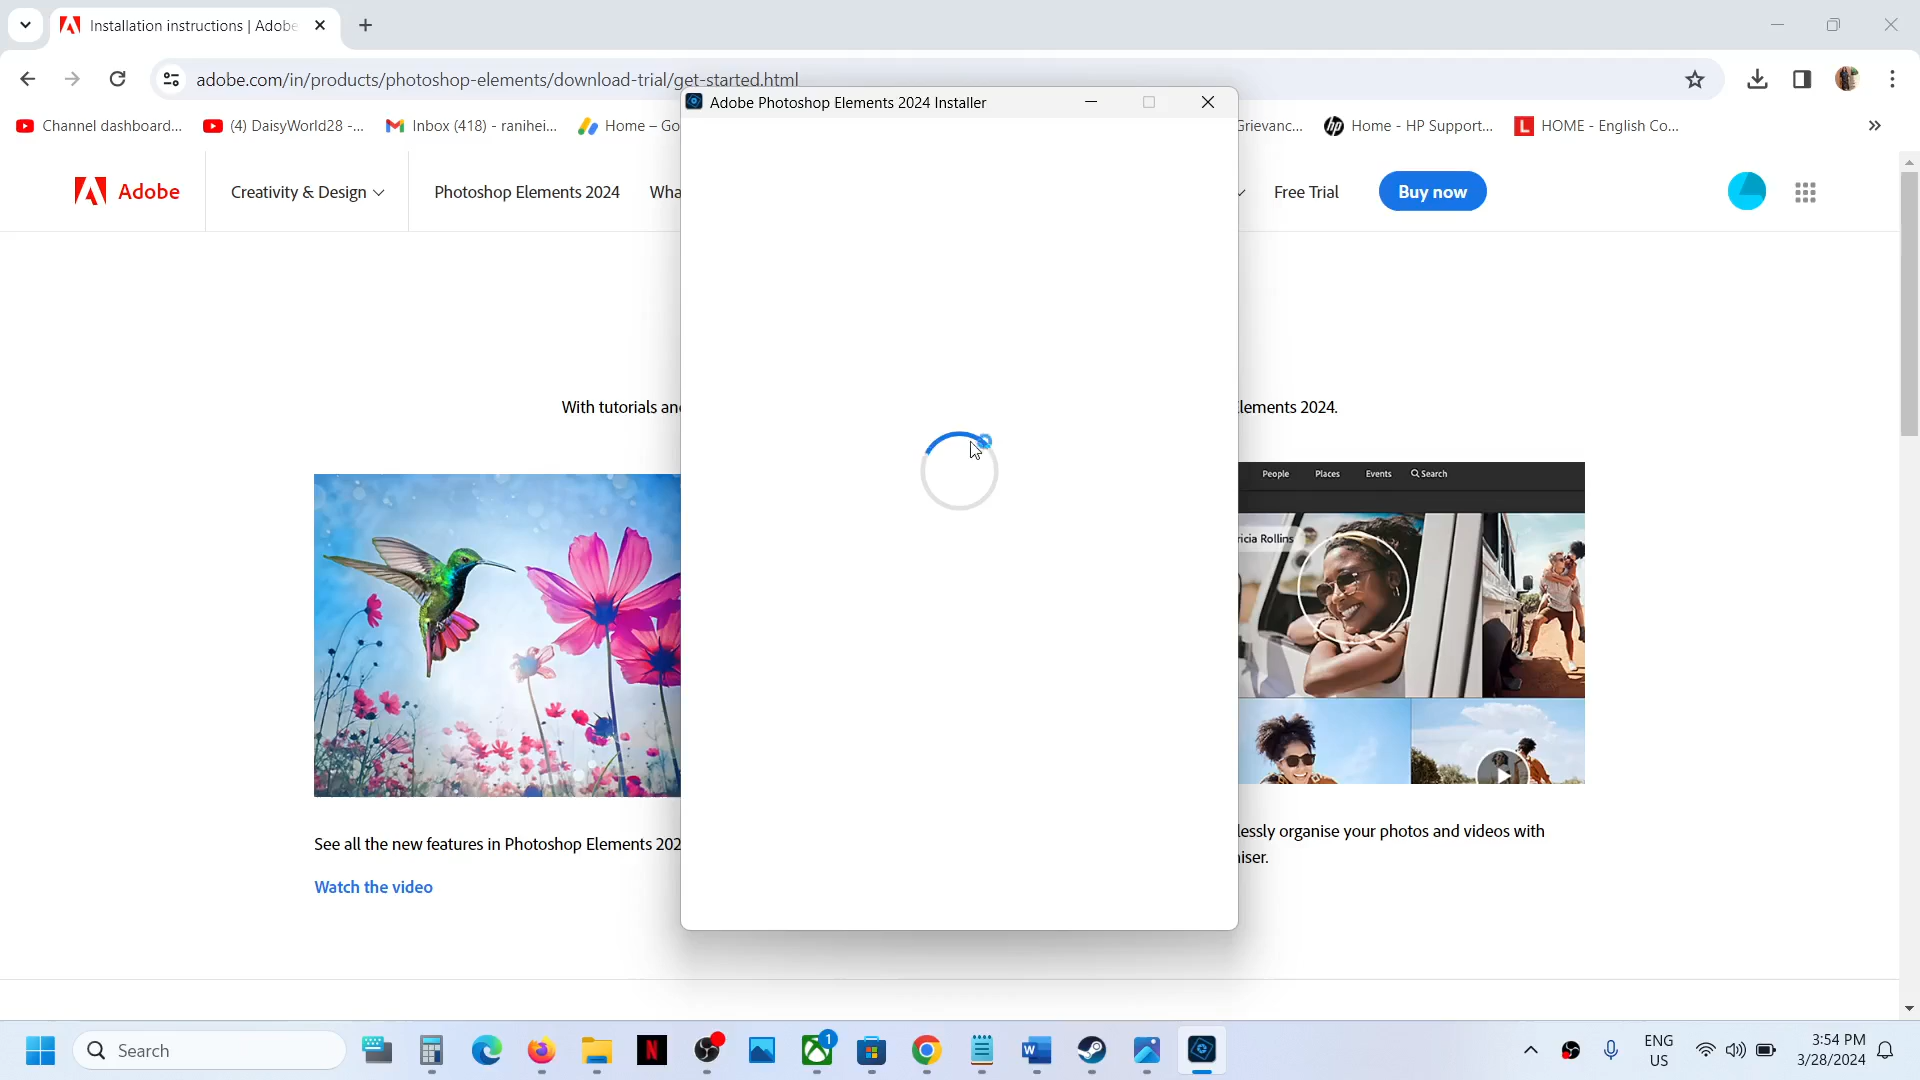 Installation instructions | Adobe
adobe.com/in/products/photoshop-elements/download-trial/get-started.html
Adobe Photoshop Elements 2024 Installer
Channel dashboard...
(4) DaisyWorld28 -...
Inbox (418) - ranihei...
Home – Go
Grievanc...
Home - HP Support...
HOME - English Co...
Adobe
Creativity & Design
Photoshop Elements 2024
Wha
Free Trial
Buy now
With tutorials an
lements 2024.
People
Places
Events
Search
ricia Rollins
See all the new features in Photoshop Elements 202
lessly organise your photos and videos with
iser.
Watch the video
Search
N
1
W
ENG
US
3:54 PM
3/28/2024